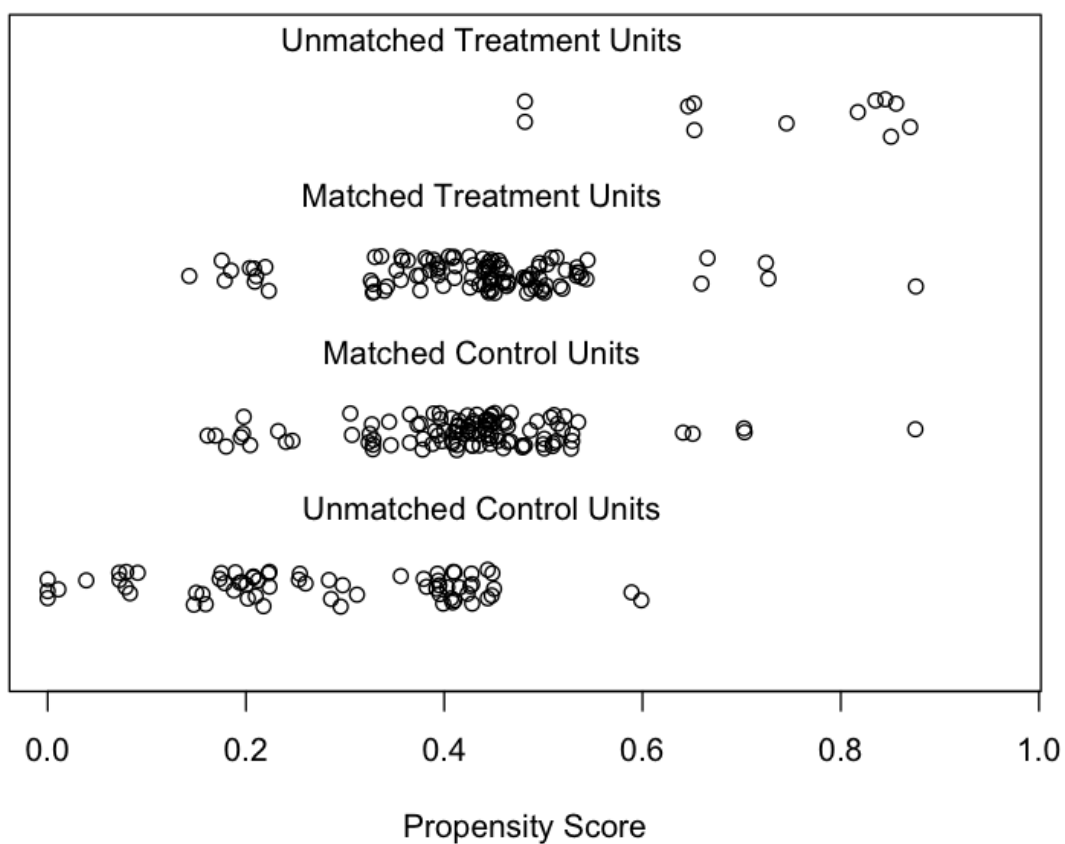 Unmatched Treatment Units
Matched Treatment Units
Matched Control Units
Unmatched Control Units
0.0 0.2 0.4 0.6 0.8 1.0
Propensity Score